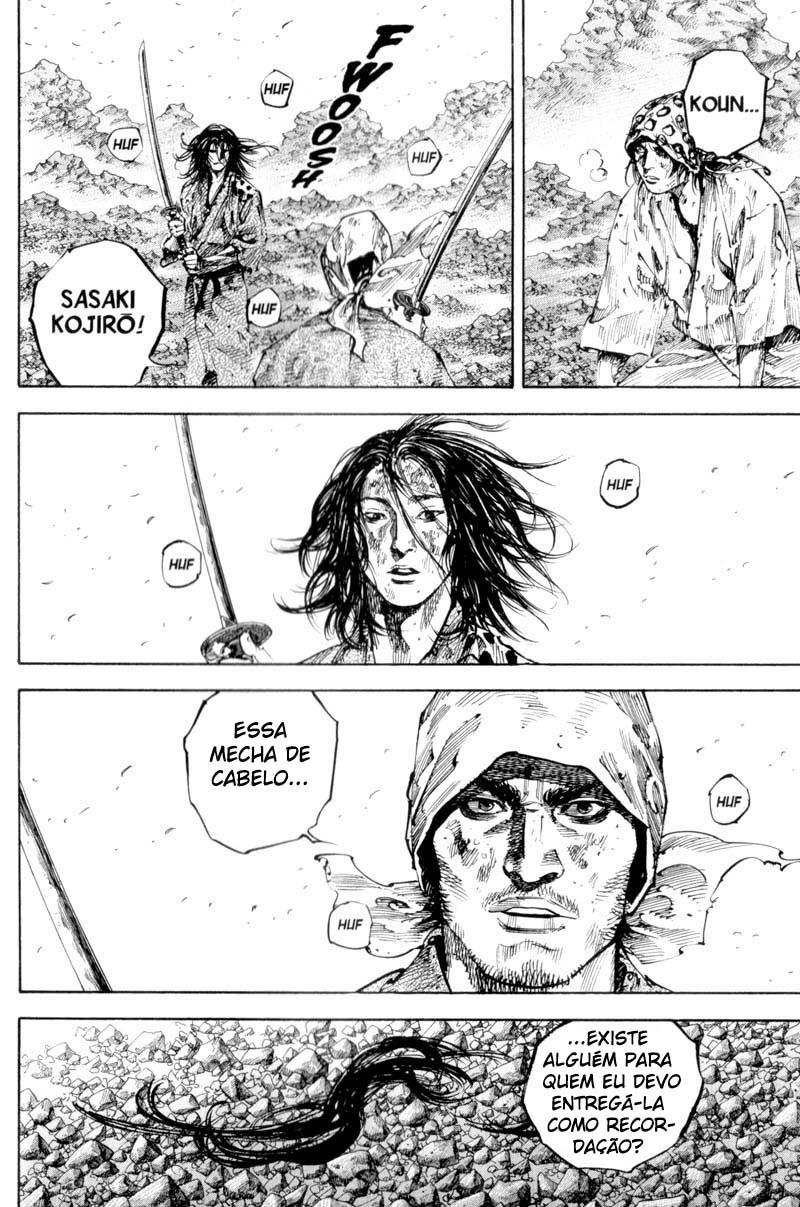 KOUN...
FWOOSH
HUF
HUF
HUF
HUF
SASAKI
KOJIRŌ!
HUF
HUF
ESSA
MECHA DE
CABELO...
HUF
HUF
...EXISTE
ALGUÉM PARA
QUEM EU DEVO
ENTREGÁ-LA
COMO RECOR-
DAÇÃO?